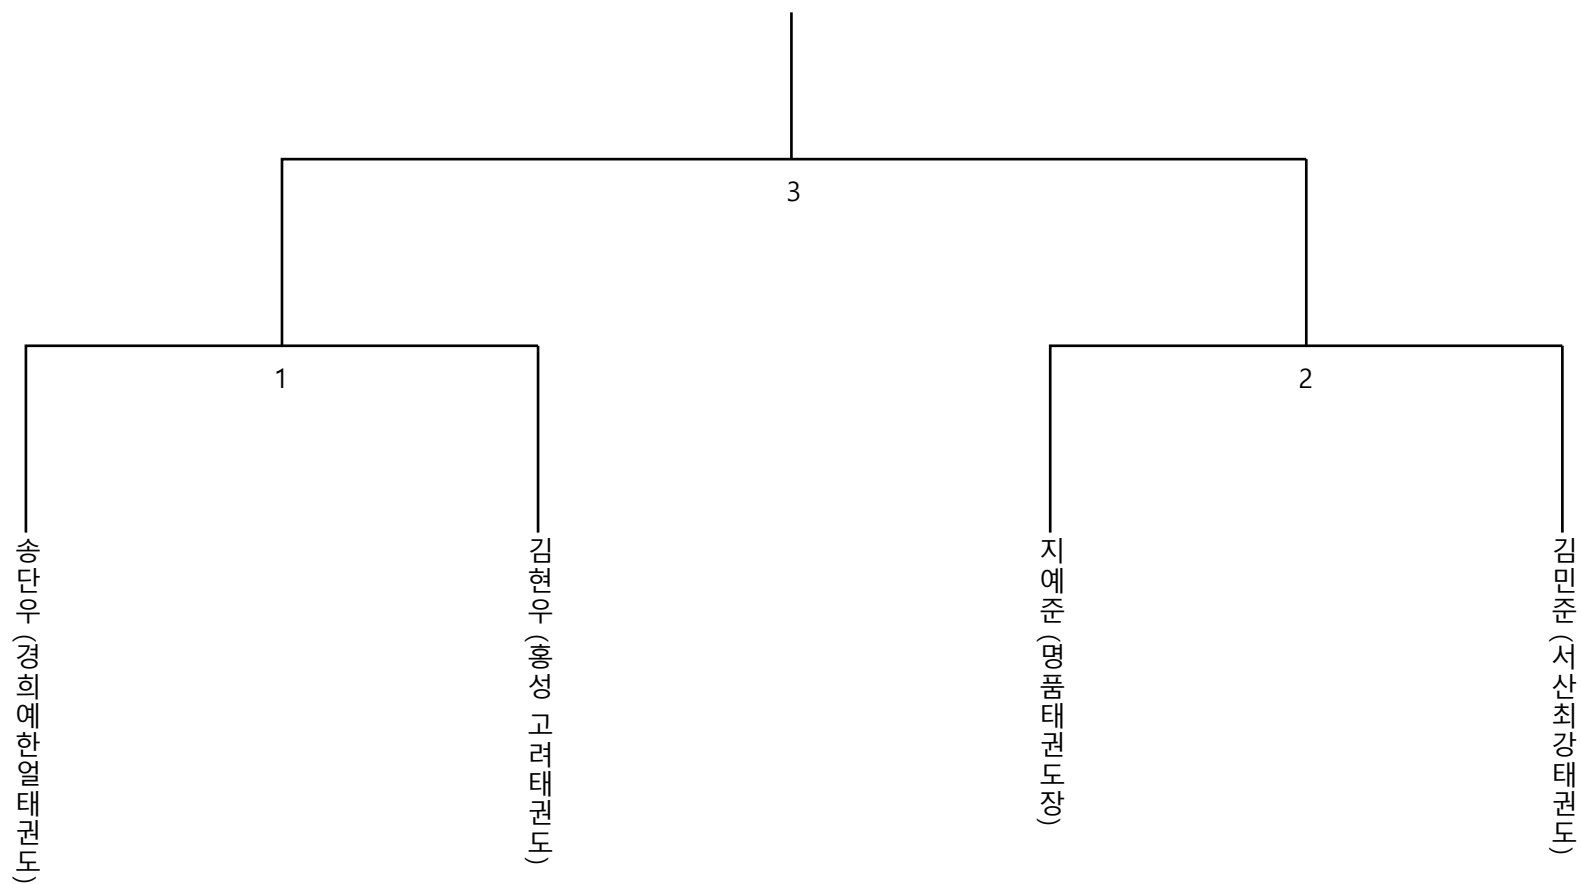 3
1
2
송단우 (경희예한얼태권도)
김현우 (홍성 고려태권도)
지예준 (명품태권도장)
김민준 (서산최강태권도)